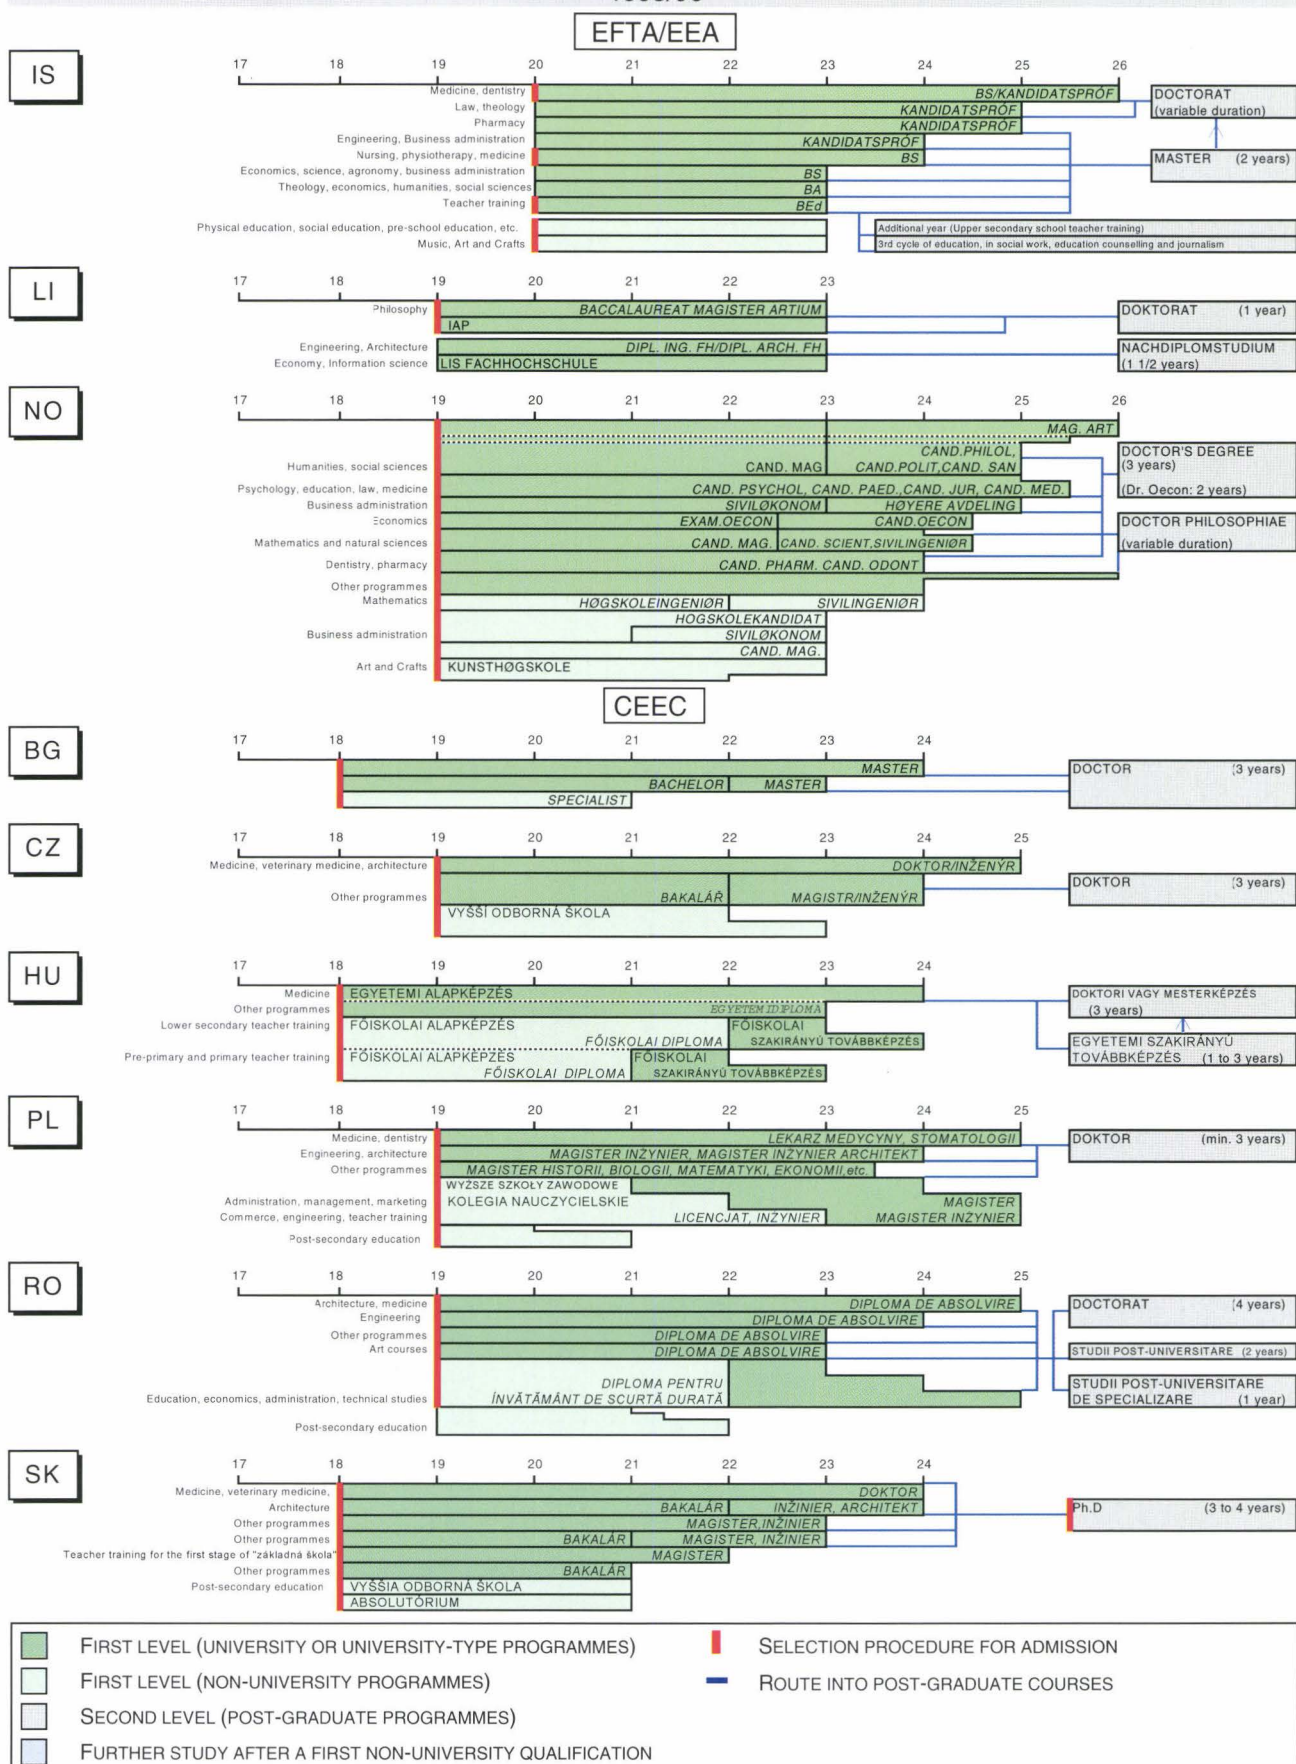 EFTA/EEA
IS
17 18 19 20 21 22 23 24 25 26
Medicine, dentistry BS/KANDIDATSPRÓF
Law, theology KANDIDATSPRÓF
Pharmacy KANDIDATSPRÓF
Engineering, Business administration KANDIDATSPRÓF
Nursing, physiotherapy, medicine BS
Economics, science, agronomy, business administration BS
Theology, economics, humanities, social sciences BA
Teacher training BEd
Physical education, social education, pre-school education, etc.
Music, Art and Crafts
DOCTORAT
(variable duration)
MASTER (2 years)
Additional year (Upper secondary school teacher training)
3rd cycle of education, in social work, education counselling and journalism
LI
17 18 19 20 21 22 23
Philosophy BACCALAUREAT MAGISTER ARTIUM
IAP
Engineering, Architecture DIPL. ING. FH/DIPL. ARCH. FH
Economy, Information science LIS FACHHOCHSCHULE
DOKTORAT (1 year)
NACHDIPLOMSTUDIUM
(1 1/2 years)
NO
17 18 19 20 21 22 23 24 25 26
MAG. ART
CAND.PHILOL,
Humanities, social sciences CAND. MAG CAND.POLIT,CAND. SAN
Psychology, education, law, medicine CAND. PSYCHOL, CAND. PAED.,CAND. JUR, CAND. MED.
Business administration SIVILØKONOM HØYERE AVDELING
Economics EXAM.OECON CAND.OECON
Mathematics and natural sciences CAND. MAG. CAND. SCIENT,SIVILINGENIØR
Dentistry, pharmacy CAND. PHARM. CAND. ODONT
Other programmes
Mathematics HØGSKOLEINGENIØR SIVILINGENIØR
HOGSKOLEKANDIDAT
Business administration SIVILØKONOM
CAND. MAG.
Art and Crafts KUNSTHØGSKOLE
DOCTOR'S DEGREE
(3 years)
(Dr. Oecon: 2 years)
DOCTOR PHILOSOPHIAE
(variable duration)
CEEC
BG
17 18 19 20 21 22 23 24
MASTER
BACHELOR MASTER
SPECIALIST
DOCTOR (3 years)
CZ
17 18 19 20 21 22 23 24 25
Medicine, veterinary medicine, architecture DOKTOR/INŽENÝR
Other programmes BAKALÁŘ MAGISTR/INŽENÝR
VYŠŠÍ ODBORNÁ ŠKOLA
DOKTOR (3 years)
HU
17 18 19 20 21 22 23 24
Medicine EGYETEMI ALAPKÉPZÉS
Other programmes EGYETEM IDIPLOMA
Lower secondary teacher training FŐISKOLAI ALAPKÉPZÉS FŐISKOLAI
FŐISKOLAI DIPLOMA SZAKIRÁNYÚ TOVÁBBKÉPZÉS
Pre-primary and primary teacher training FŐISKOLAI ALAPKÉPZÉS FŐISKOLAI
FŐISKOLAI DIPLOMA SZAKIRÁNYÚ TOVÁBBKÉPZÉS
DOKTORI VAGY MESTERKÉPZÉS
(3 years)
EGYETEMI SZAKIRÁNYÚ
TOVÁBBKÉPZÉS (1 to 3 years)
PL
17 18 19 20 21 22 23 24 25
Medicine, dentistry LEKARZ MEDYCYNY, STOMATOLOGII
Engineering, architecture MAGISTER INŻYNIER, MAGISTER INŻYNIER ARCHITEKT
Other programmes MAGISTER HISTORII, BIOLOGII, MATEMATYKI, EKONOMII,etc.
WYŻSZE SZKOŁY ZAWODOWE
Administration, management, marketing KOLEGIA NAUCZYCIELSKIE MAGISTER
Commerce, engineering, teacher training LICENCJAT, INŻYNIER MAGISTER INŻYNIER
Post-secondary education
DOKTOR (min. 3 years)
RO
17 18 19 20 21 22 23 24 25
Architecture, medicine DIPLOMA DE ABSOLVIRE
Engineering DIPLOMA DE ABSOLVIRE
Other programmes DIPLOMA DE ABSOLVIRE
Art courses DIPLOMA DE ABSOLVIRE
DIPLOMA PENTRU
Education, economics, administration, technical studies ÍNVĂTĂMÂNT DE SCURTĂ DURATĂ
Post-secondary education
DOCTORAT (4 years)
STUDII POST-UNIVERSITARE (2 years)
STUDII POST-UNIVERSITARE
DE SPECIALIZARE (1 year)
SK
17 18 19 20 21 22 23 24
Medicine, veterinary medicine, DOKTOR
Architecture BAKALÁR INŽINIER, ARCHITEKT
Other programmes MAGISTER,INŽINIER
Other programmes BAKALÁR MAGISTER, INŽINIER
Teacher training for the first stage of "základná škola" MAGISTER
Other programmes BAKALÁR
Post-secondary education VYŠŠIA ODBORNÁ ŠKOLA
ABSOLUTÓRIUM
Ph.D (3 to 4 years)
FIRST LEVEL (UNIVERSITY OR UNIVERSITY-TYPE PROGRAMMES)
FIRST LEVEL (NON-UNIVERSITY PROGRAMMES)
SECOND LEVEL (POST-GRADUATE PROGRAMMES)
FURTHER STUDY AFTER A FIRST NON-UNIVERSITY QUALIFICATION
SELECTION PROCEDURE FOR ADMISSION
ROUTE INTO POST-GRADUATE COURSES